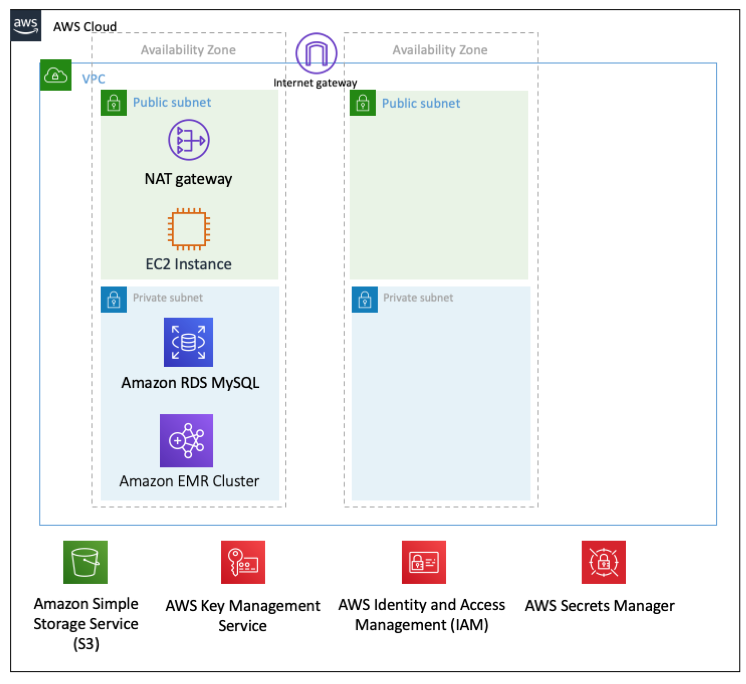 aws
AWS Cloud
Availability Zone
Availability Zone
Internet gateway
VPC
Public subnet
Public subnet
NAT gateway
EC2 Instance
Private subnet
Private subnet
Amazon RDS MySQL
Amazon EMR Cluster
Amazon Simple
Storage Service
(S3)
AWS Key Management
Service
AWS Identity and Access
Management (IAM)
AWS Secrets Manager